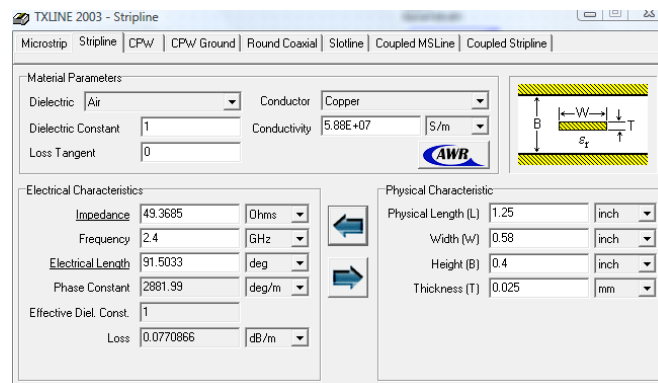 TXLINE 2003 - Stripline
Microstrip Stripline CPW CPW Ground Round Coaxial Slotline Coupled MSLine Coupled Stripline
Material Parameters
Dielectric Air Conductor Copper
Dielectric Constant 1 Conductivity 5.88E+07 S/m
Loss Tangent 0
AWR
B W T
εr
Electrical Characteristics
Impedance 49.3685 Ohms
Frequency 2.4 GHz
Electrical Length 91.5033 deg
Phase Constant 2881.99 deg/m
Effective Diel. Const. 1
Loss 0.0770866 dB/m
Physical Characteristic
Physical Length (L) 1.25 inch
Width (W) 0.58 inch
Height (B) 0.4 inch
Thickness (T) 0.025 mm